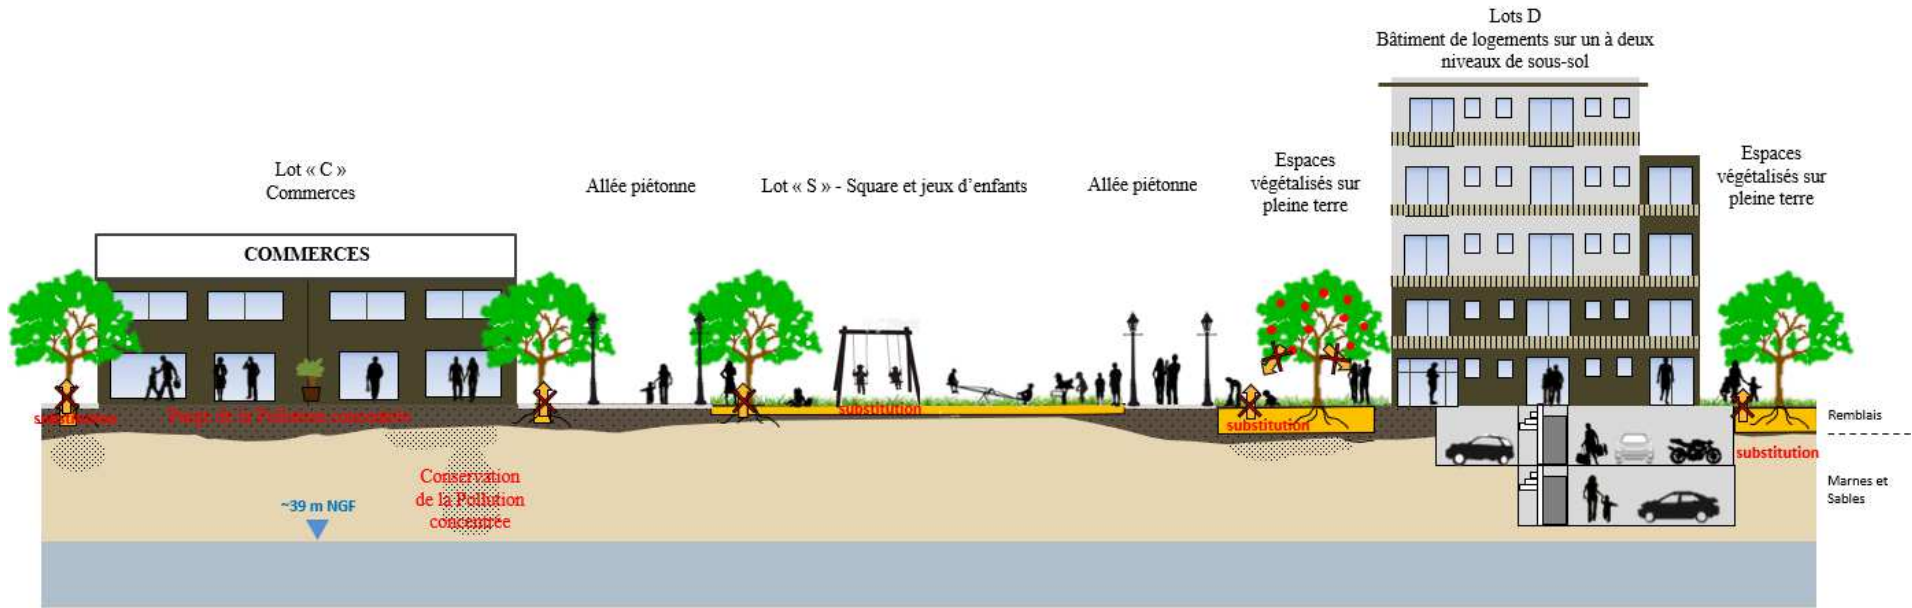 Lots D
Bâtiment de logements sur un à deux
niveaux de sous-sol
Lot « C »
Commerces
Allée piétonne
Lot « S » - Square et jeux d'enfants
Allée piétonne
Espaces
végétalisés sur
pleine terre
Espaces
végétalisés sur
pleine terre
COMMERCES
substitution
Purge de la Pollution concentrée
substitution
substitution
Remblais
substitution
Conservation
de la Pollution
concentrée
~39 m NGF
Marnes et
Sables